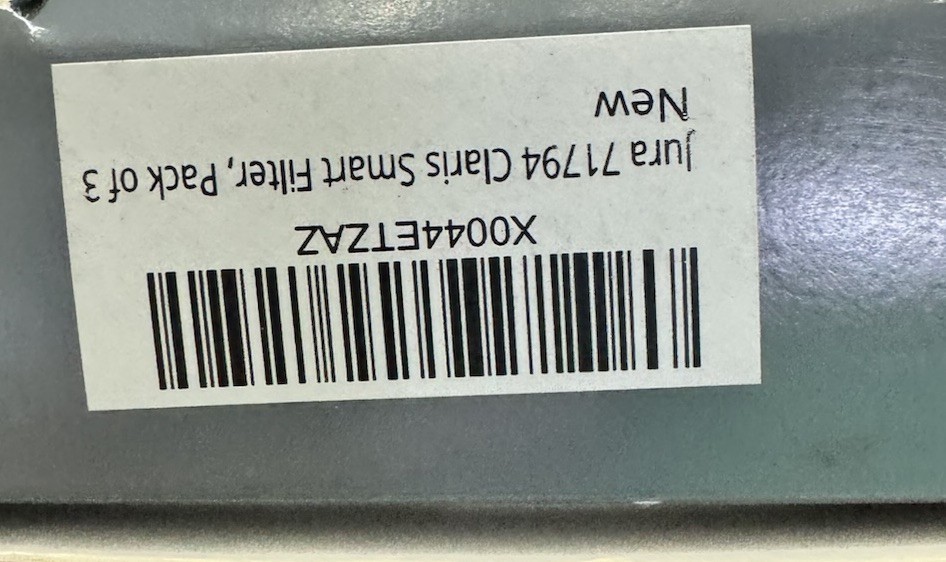 X0044ETZAZ
Jura 71794 Claris Smart Filter, Pack of 3
New